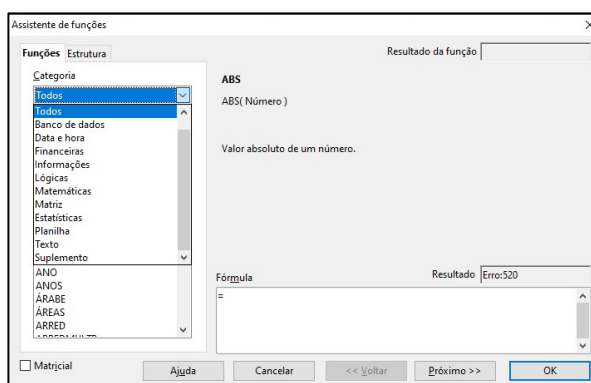 Assistente de funções
Funções Estrutura
Resultado da função
Categoria
Todos
Todos
Banco de dados
Data e hora
Financeiras
Informações
Lógicas
Matemáticas
Matriz
Estatísticas
Planilha
Texto
Suplemento
ANO
ANOS
ÁRABE
ÁREAS
ARRED
ABS
ABS( Número )
Valor absoluto de um número.
Fórmula
Resultado Erro:520
=
Matricial
Ajuda
Cancelar
<< Voltar
Próximo >>
OK